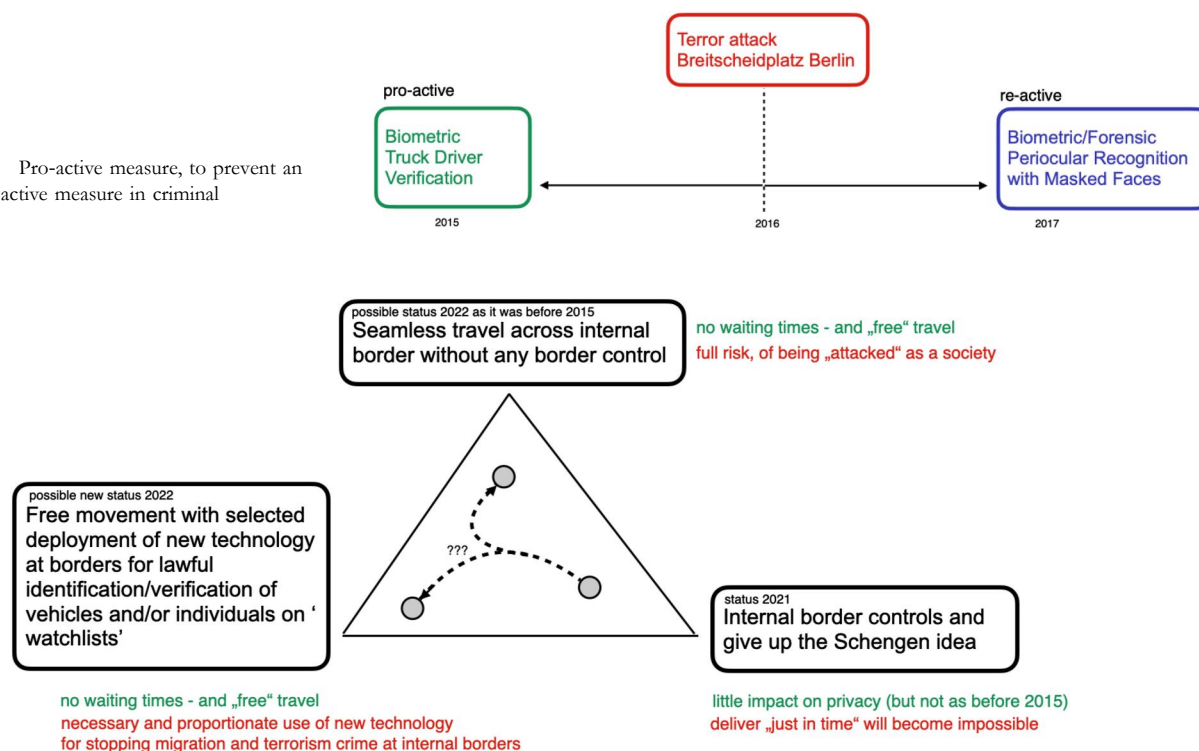 Terror attack
Breitscheidplatz Berlin
pro-active
re-active
Biometric
Truck Driver
Verification
Biometric/Forensic
Periocular Recognition
with Masked Faces
Pro-active measure, to prevent an
active measure in criminal
2015
2016
2017
possible status 2022 as it was before 2015
Seamless travel across internal
border without any border control
no waiting times - and „free“ travel
full risk, of being „attacked“ as a society
possible new status 2022
Free movement with selected
deployment of new technology
at borders for lawful
identification/verification of
vehicles and/or individuals on ‘
watchlists’
???
status 2021
Internal border controls and
give up the Schengen idea
no waiting times - and „free“ travel
necessary and proportionate use of new technology
for stopping migration and terrorism crime at internal borders
little impact on privacy (but not as before 2015)
deliver „just in time“ will become impossible